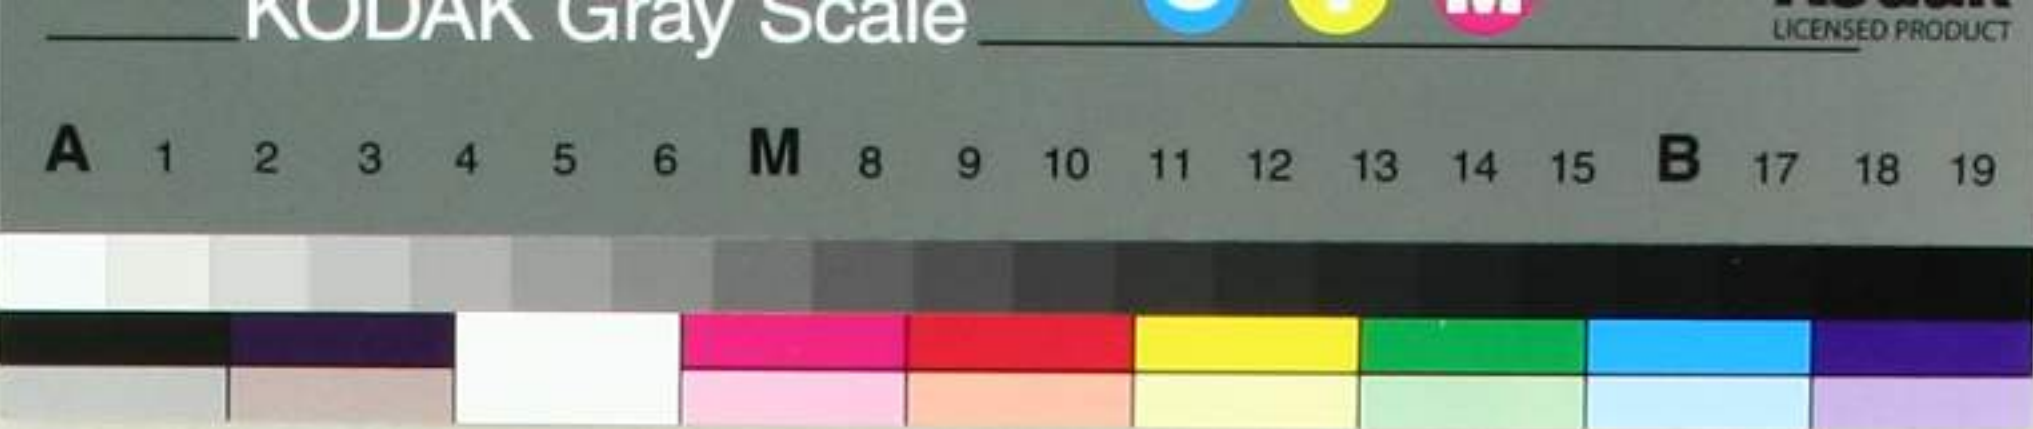 KODAK Gray Scale C Y M Kodak
LICENSED PRODUCT
A 1 2 3 4 5 6 M 8 9 10 11 12 13 14 15 B 17 18 19